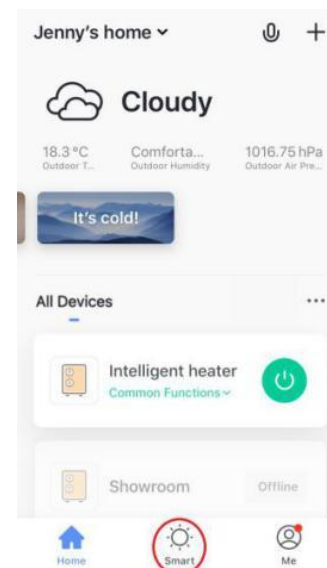 Jenny's home
Cloudy
18.3 °C Comforta... 1016.75 hPa
Outdoor T... Outdoor Humidity Outdoor Air Pre...
It's cold!
All Devices ...
Intelligent heater
Common Functions
Showroom Offline
Home Smart Me